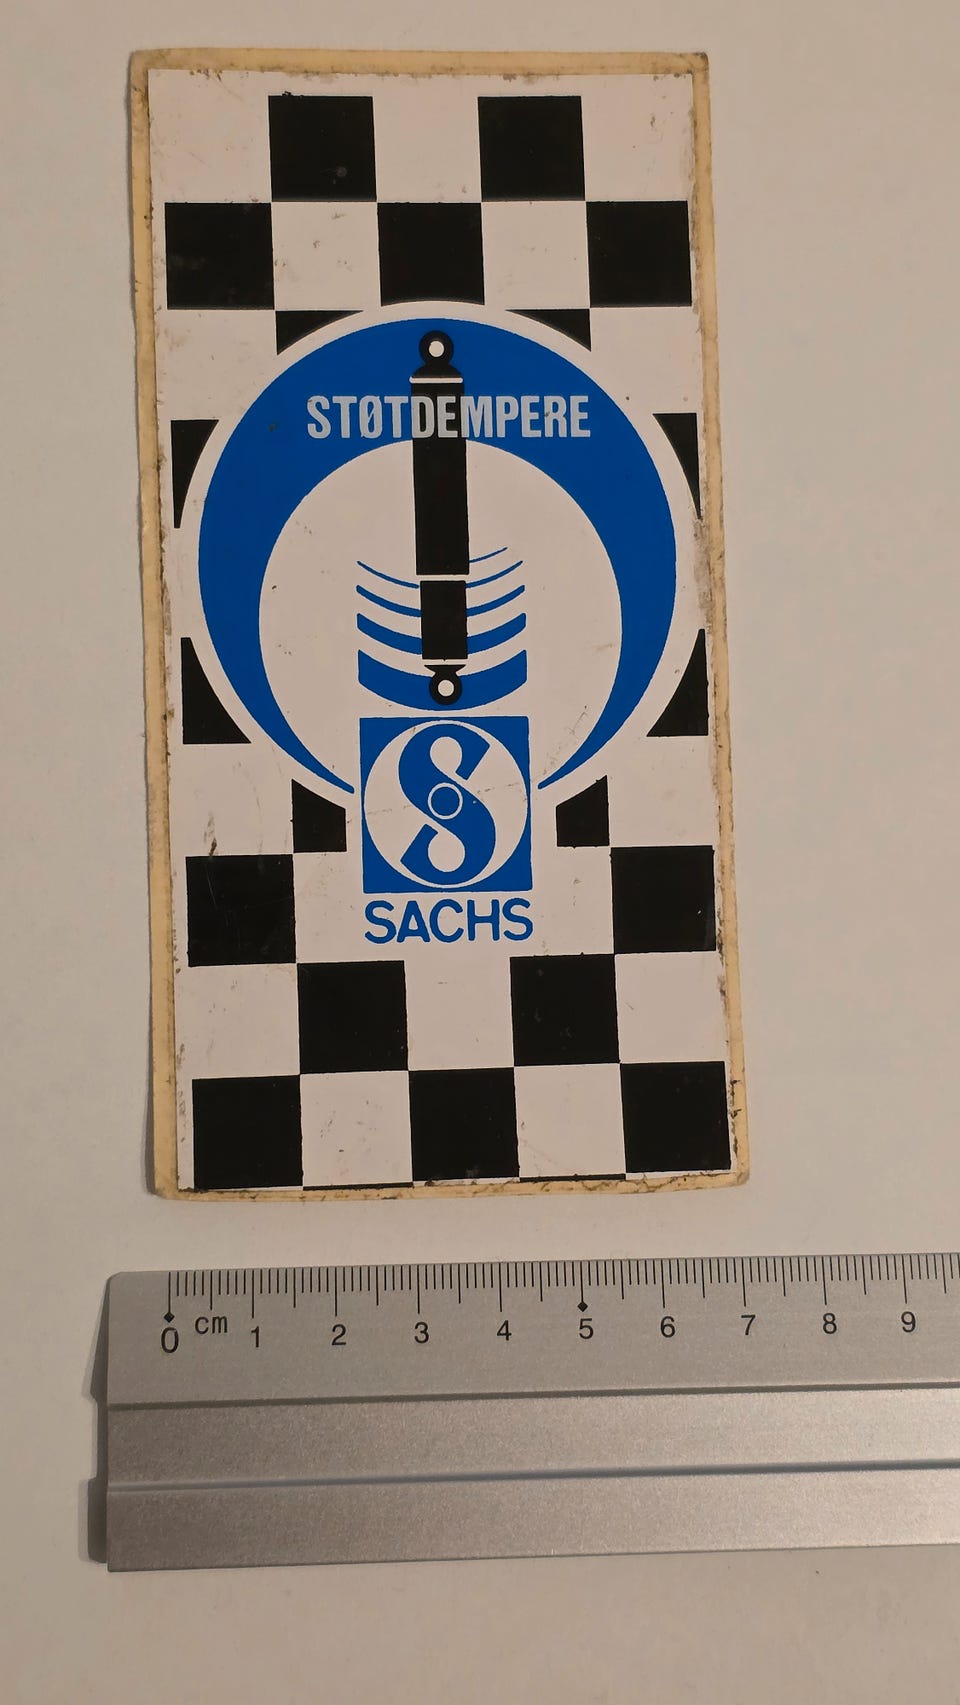 STØTDEMPERE
S
SACHS
0 cm 1 2 3 4 5 6 7 8 9